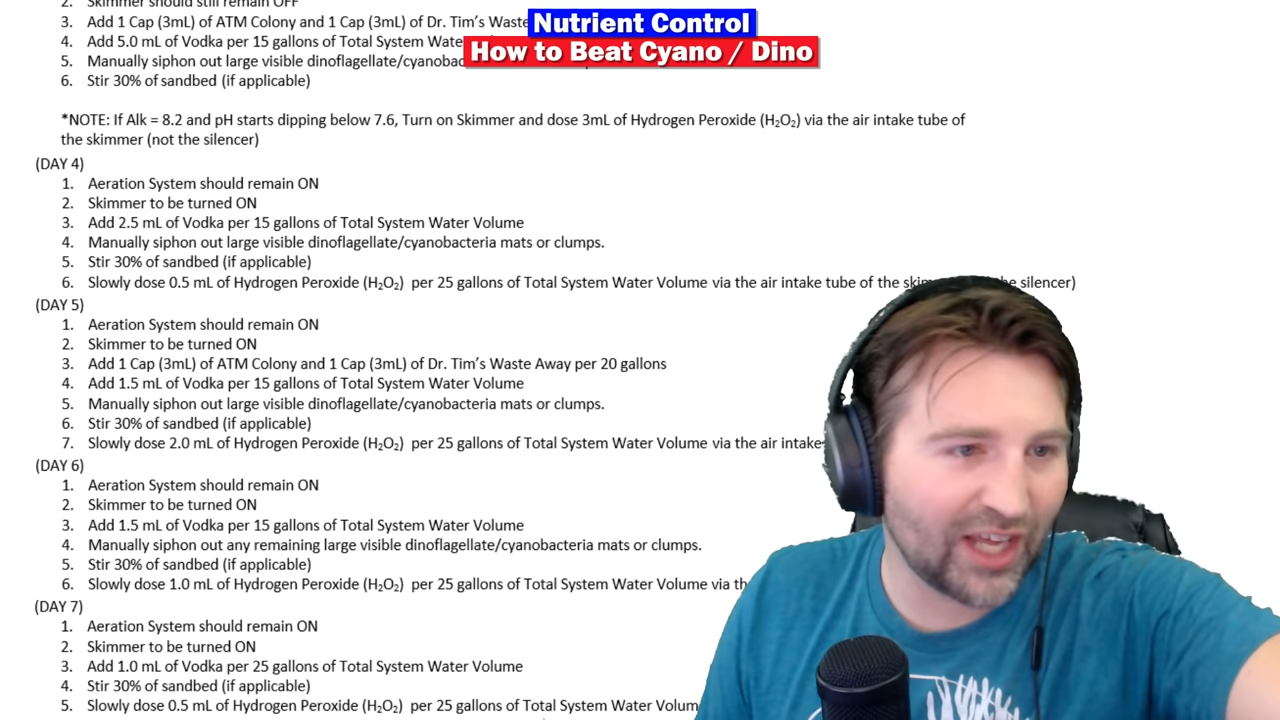 Nutrient Control
How to Beat Cyano / Dino
2. Skimmer should still remain OFF
3. Add 1 Cap (3mL) of ATM Colony and 1 Cap (3mL) of Dr. Tim's Waste
4. Add 5.0 mL of Vodka per 15 gallons of Total System Wate
5. Manually siphon out large visible dinoflagellate/cyanobac
6. Stir 30% of sandbed (if applicable)
*NOTE: If Alk = 8.2 and pH starts dipping below 7.6, Turn on Skimmer and dose 3mL of Hydrogen Peroxide (H₂O₂) via the air intake tube of
the skimmer (not the silencer)
(DAY 4)
1. Aeration System should remain ON
2. Skimmer to be turned ON
3. Add 2.5 mL of Vodka per 15 gallons of Total System Water Volume
4. Manually siphon out large visible dinoflagellate/cyanobacteria mats or clumps.
5. Stir 30% of sandbed (if applicable)
6. Slowly dose 0.5 mL of Hydrogen Peroxide (H₂O₂) per 25 gallons of Total System Water Volume via the air intake tube of the silencer)
(DAY 5)
1. Aeration System should remain ON
2. Skimmer to be turned ON
3. Add 1 Cap (3mL) of ATM Colony and 1 Cap (3mL) of Dr. Tim's Waste Away per 20 gallons
4. Add 1.5 mL of Vodka per 15 gallons of Total System Water Volume
5. Manually siphon out large visible dinoflagellate/cyanobacteria mats or clumps.
6. Stir 30% of sandbed (if applicable)
7. Slowly dose 2.0 mL of Hydrogen Peroxide (H₂O₂) per 25 gallons of Total System Water Volume via the air intake
(DAY 6)
1. Aeration System should remain ON
2. Skimmer to be turned ON
3. Add 1.5 mL of Vodka per 15 gallons of Total System Water Volume
4. Manually siphon out any remaining large visible dinoflagellate/cyanobacteria mats or clumps.
5. Stir 30% of sandbed (if applicable)
6. Slowly dose 1.0 mL of Hydrogen Peroxide (H₂O₂) per 25 gallons of Total System Water Volume via th
(DAY 7)
1. Aeration System should remain ON
2. Skimmer to be turned ON
3. Add 1.0 mL of Vodka per 25 gallons of Total System Water Volume
4. Stir 30% of sandbed (if applicable)
5. Slowly dose 0.5 mL of Hydrogen Peroxide (H₂O₂) per 25 gallons of Total System Water Volum